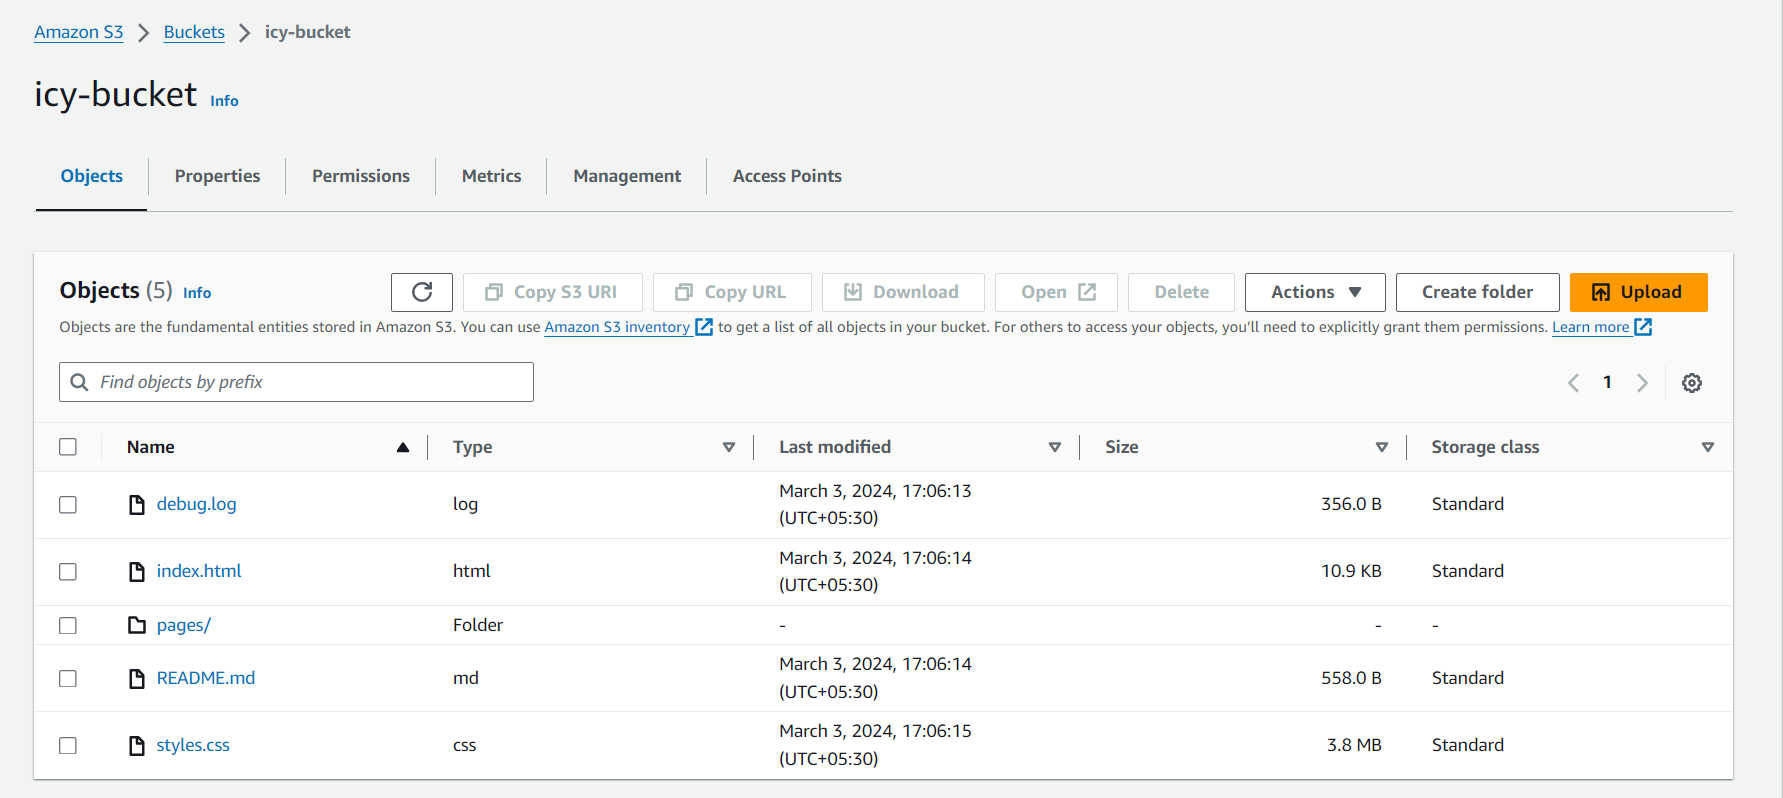 Amazon S3 > Buckets > icy-bucket
icy-bucket Info
Objects Properties Permissions Metrics Management Access Points
Objects (5) Info Copy S3 URI Copy URL Download Open Delete Actions Create folder Upload
Objects are the fundamental entities stored in Amazon S3. You can use Amazon S3 inventory to get a list of all objects in your bucket. For others to access your objects, you'll need to explicitly grant them permissions. Learn more
Find objects by prefix 1
Name Type Last modified Size Storage class
debug.log log March 3, 2024, 17:06:13 356.0 B Standard
(UTC+05:30)
index.html html March 3, 2024, 17:06:14 10.9 KB Standard
(UTC+05:30)
pages/ Folder - - -
README.md md March 3, 2024, 17:06:14 558.0 B Standard
(UTC+05:30)
styles.css css March 3, 2024, 17:06:15 3.8 MB Standard
(UTC+05:30)